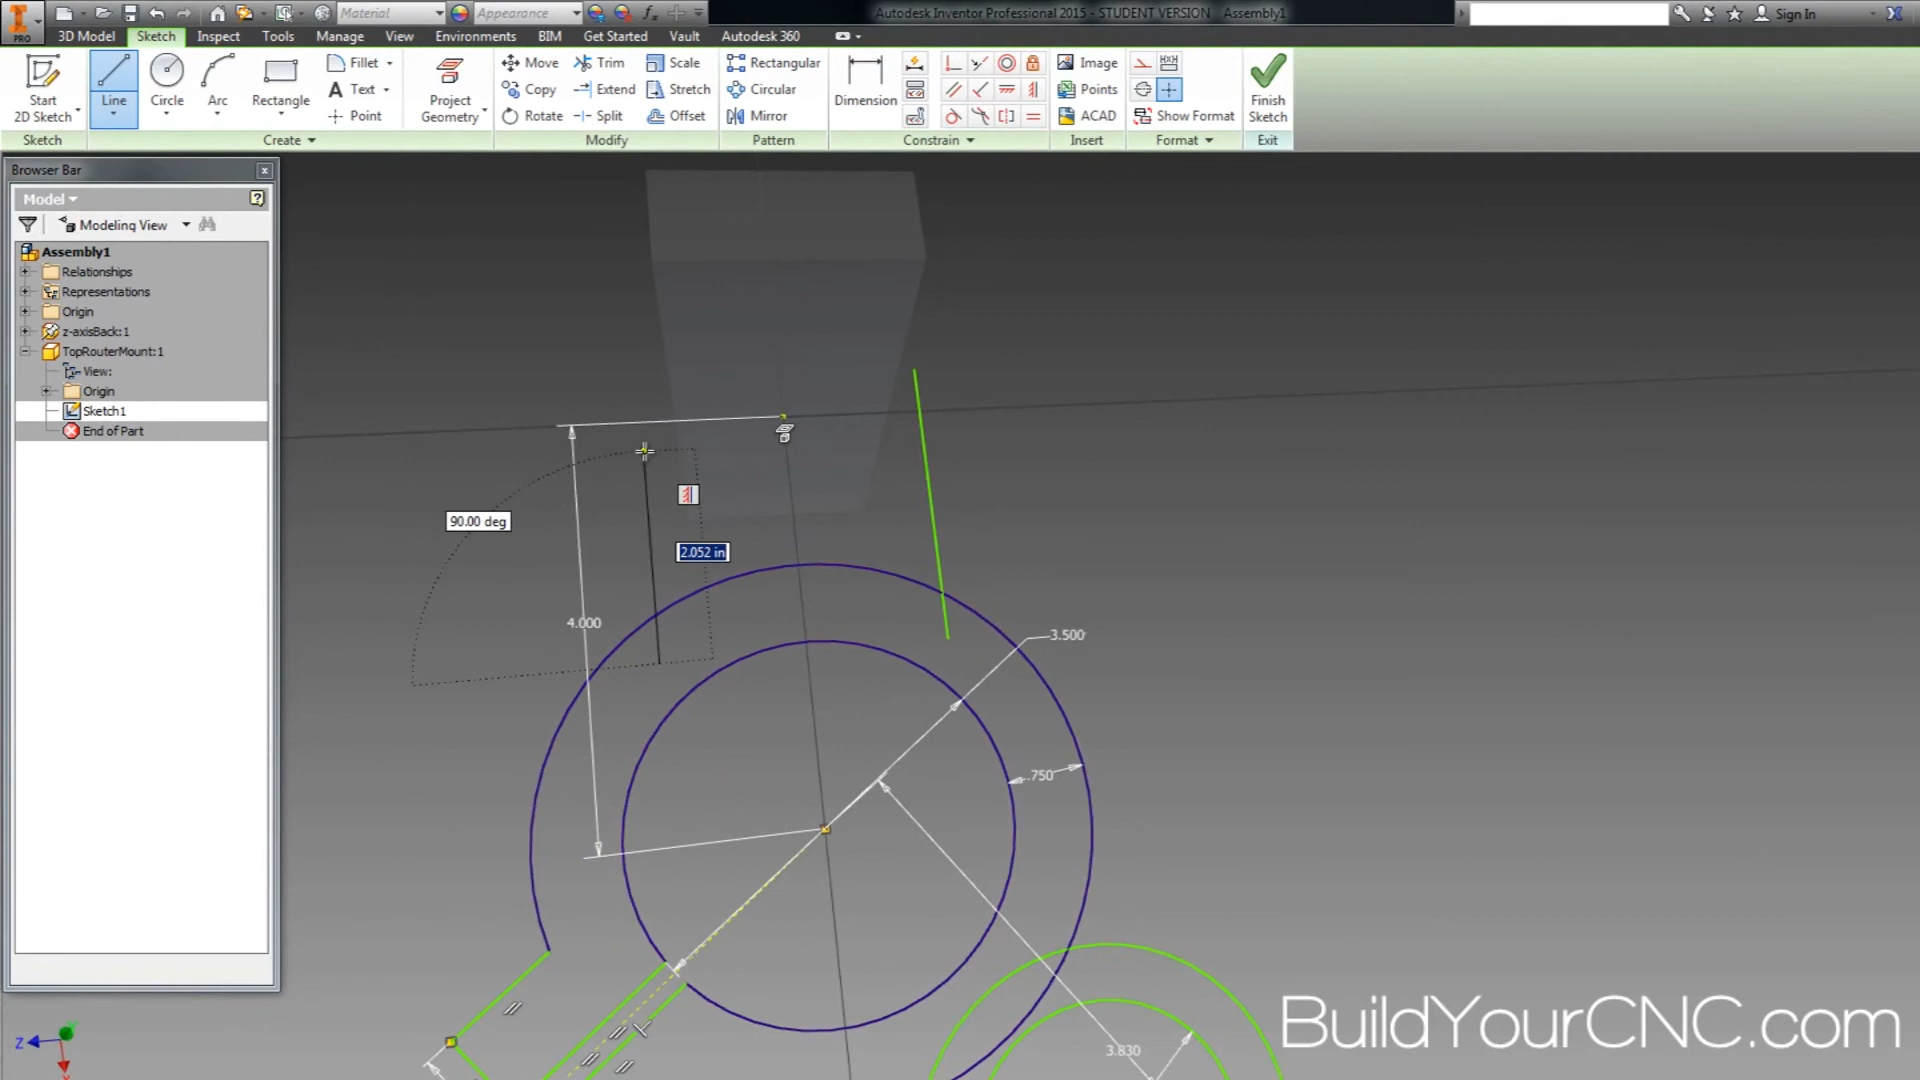 Material
Appearance
Autodesk Inventor Professional 2015 - STUDENT VERSION Assembly1
Sign In
PRO
3D Model Sketch Inspect Tools Manage View Environments BIM Get Started Vault Autodesk 360
Start
2D Sketch
Line
Circle
Arc
Rectangle
Fillet
Text
Point
Project
Geometry
Move
Copy
Rotate
Trim
Extend
Split
Scale
Stretch
Offset
Rectangular
Circular
Mirror
Dimension
Image
Points
ACAD
Show Format
Finish
Sketch
Sketch Create Modify Pattern Constrain Insert Format Exit
Browser Bar
Model
Modeling View
Assembly1
Relationships
Representations
Origin
z-axisBack:1
TopRouterMount:1
View:
Origin
Sketch1
End of Part
90.00 deg
2.052 in
4.000
3.500
.750
3.830
Z
BuildYourCNC.com